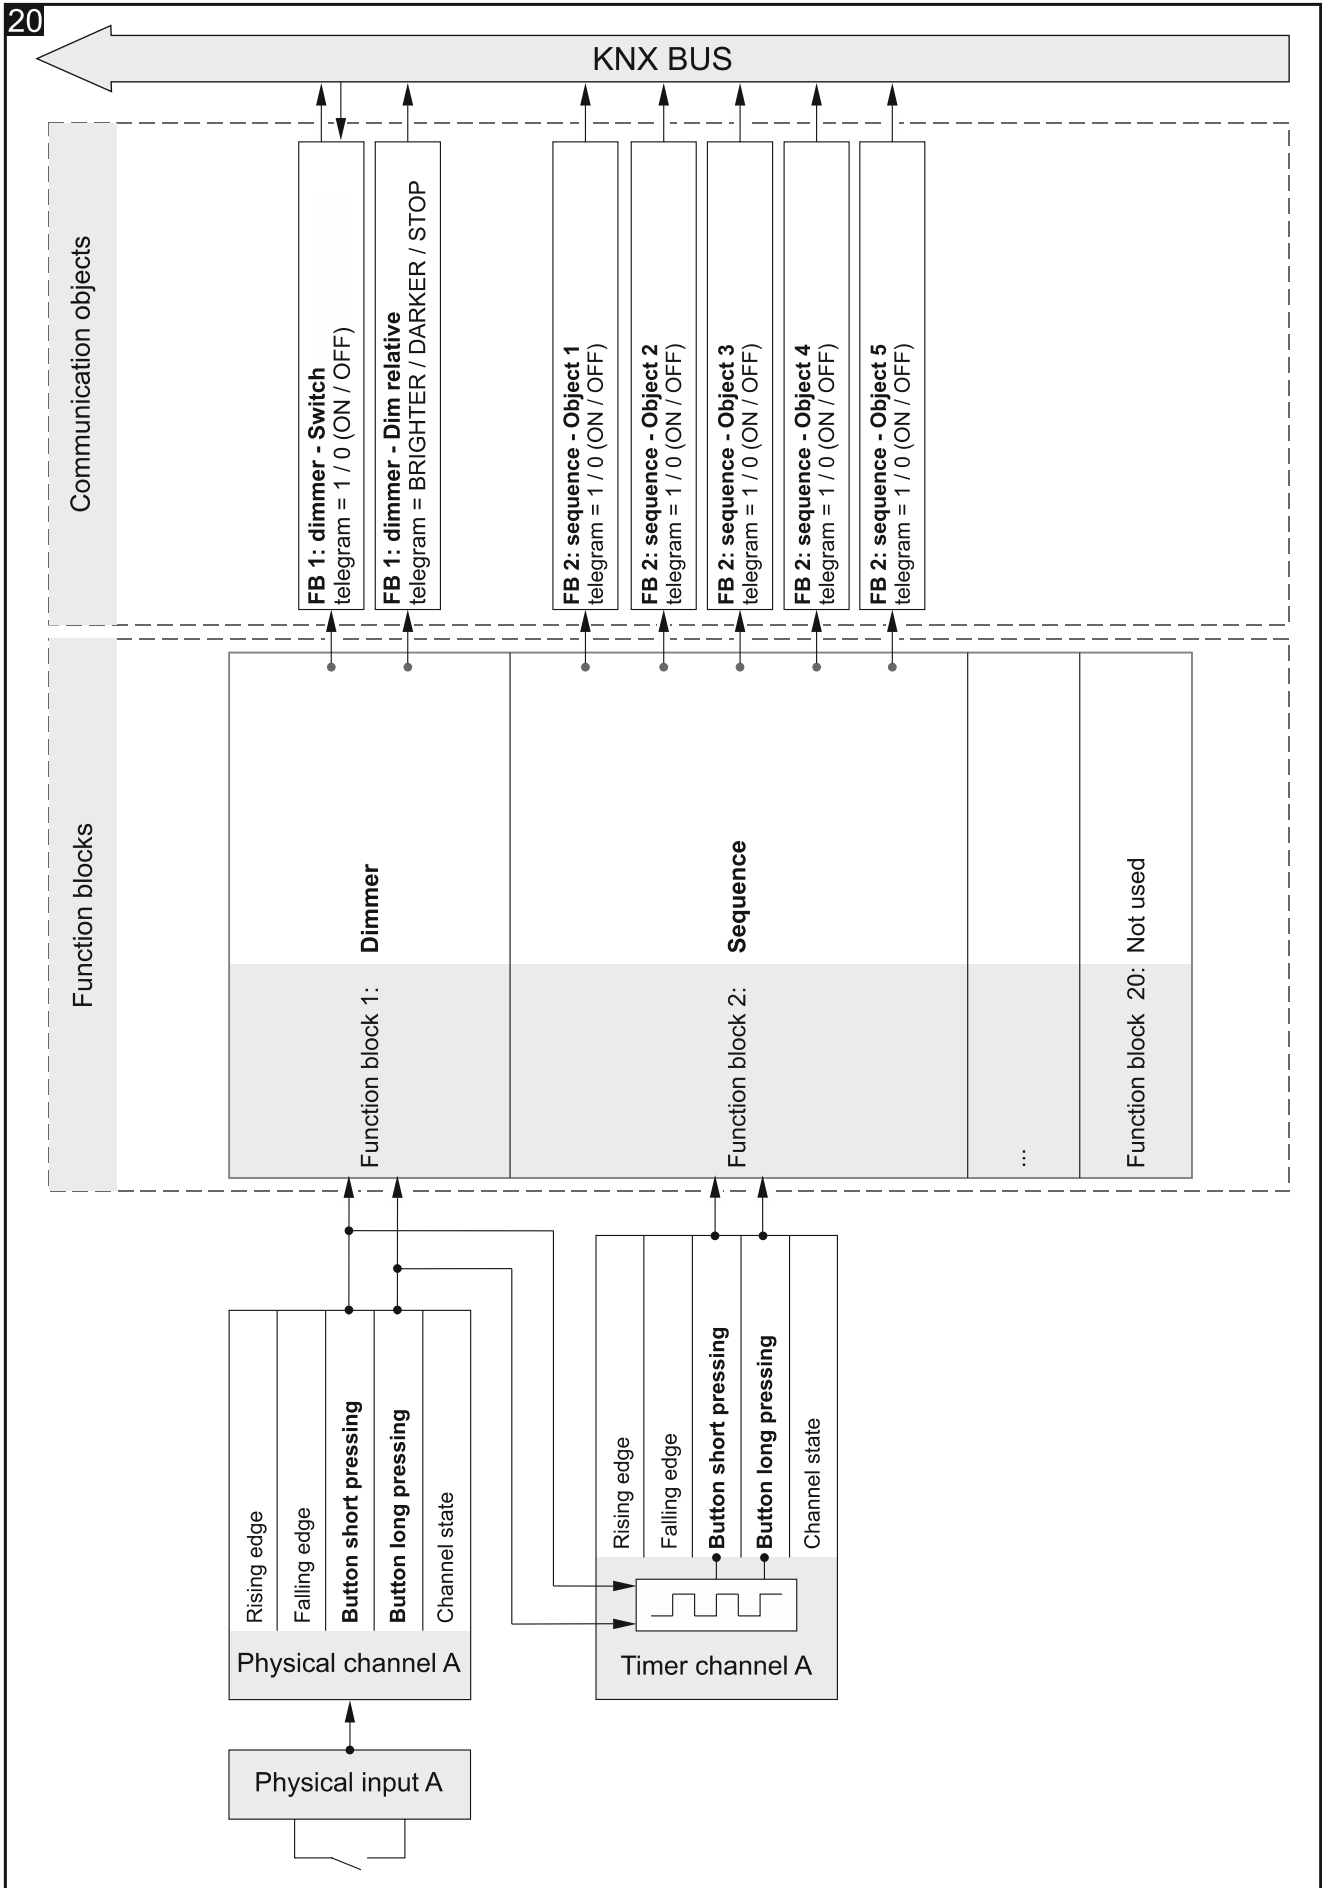 20
KNX BUS
Communication objects
FB 1: dimmer - Switch
telegram = 1 / 0 (ON / OFF)
FB 1: dimmer - Dim relative
telegram = BRIGHTER / DARKER / STOP
FB 2: sequence - Object 1
telegram = 1 / 0 (ON / OFF)
FB 2: sequence - Object 2
telegram = 1 / 0 (ON / OFF)
FB 2: sequence - Object 3
telegram = 1 / 0 (ON / OFF)
FB 2: sequence - Object 4
telegram = 1 / 0 (ON / OFF)
FB 2: sequence - Object 5
telegram = 1 / 0 (ON / OFF)
Function blocks
Function block 1: Dimmer
Function block 2: Sequence
...
Function block 20: Not used
Rising edge
Falling edge
Button short pressing
Button long pressing
Channel state
Physical channel A
Rising edge
Falling edge
Button short pressing
Button long pressing
Channel state
Timer channel A
Physical input A